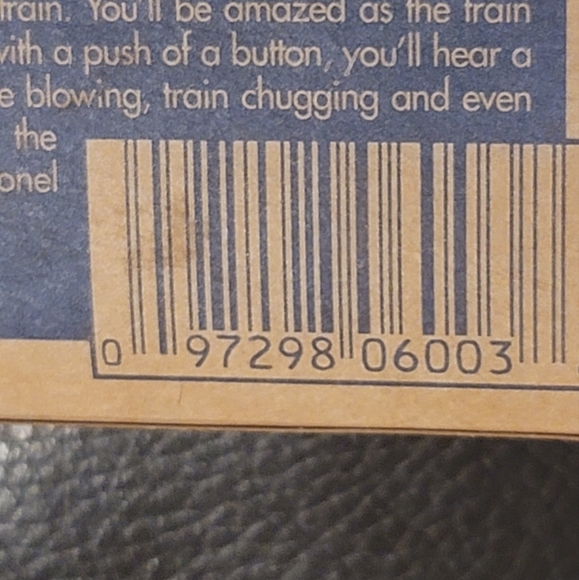 train. You'll be amazed as the train
with a push of a button, you'll hear a
blowing, train chugging and even
the
0 97298 06003